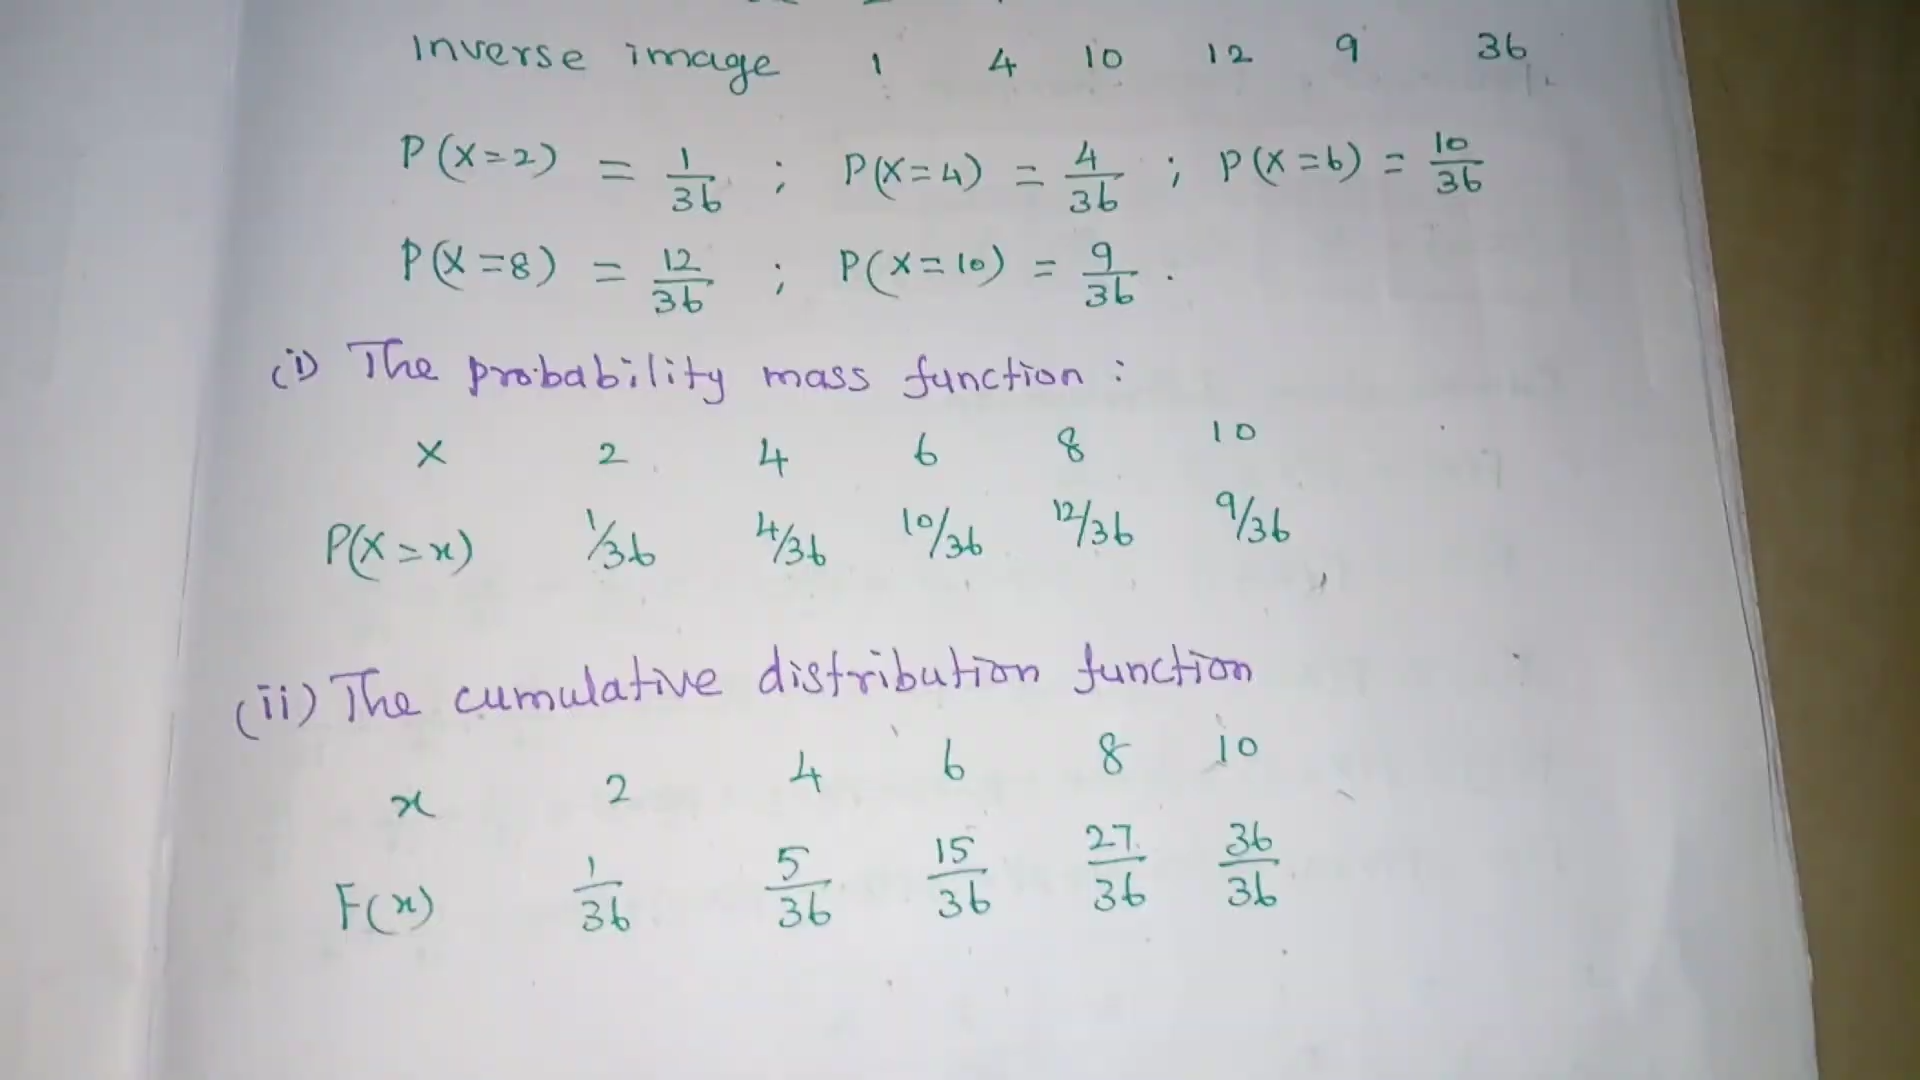 Inverse image 1 4 10 12 9 36
P(X=2) = 1/36 ; P(X=4) = 4/36 ; P(X=6) = 10/36
P(X=8) = 12/36 ; P(X=10) = 9/36 .
(i) The probability mass function :
X 2 4 6 8 10
P(X=x) 1/36 4/36 10/36 12/36 9/36
(ii) The cumulative distribution function
x 2 4 6 8 10
F(x) 1/36 5/36 15/36 27/36 36/36